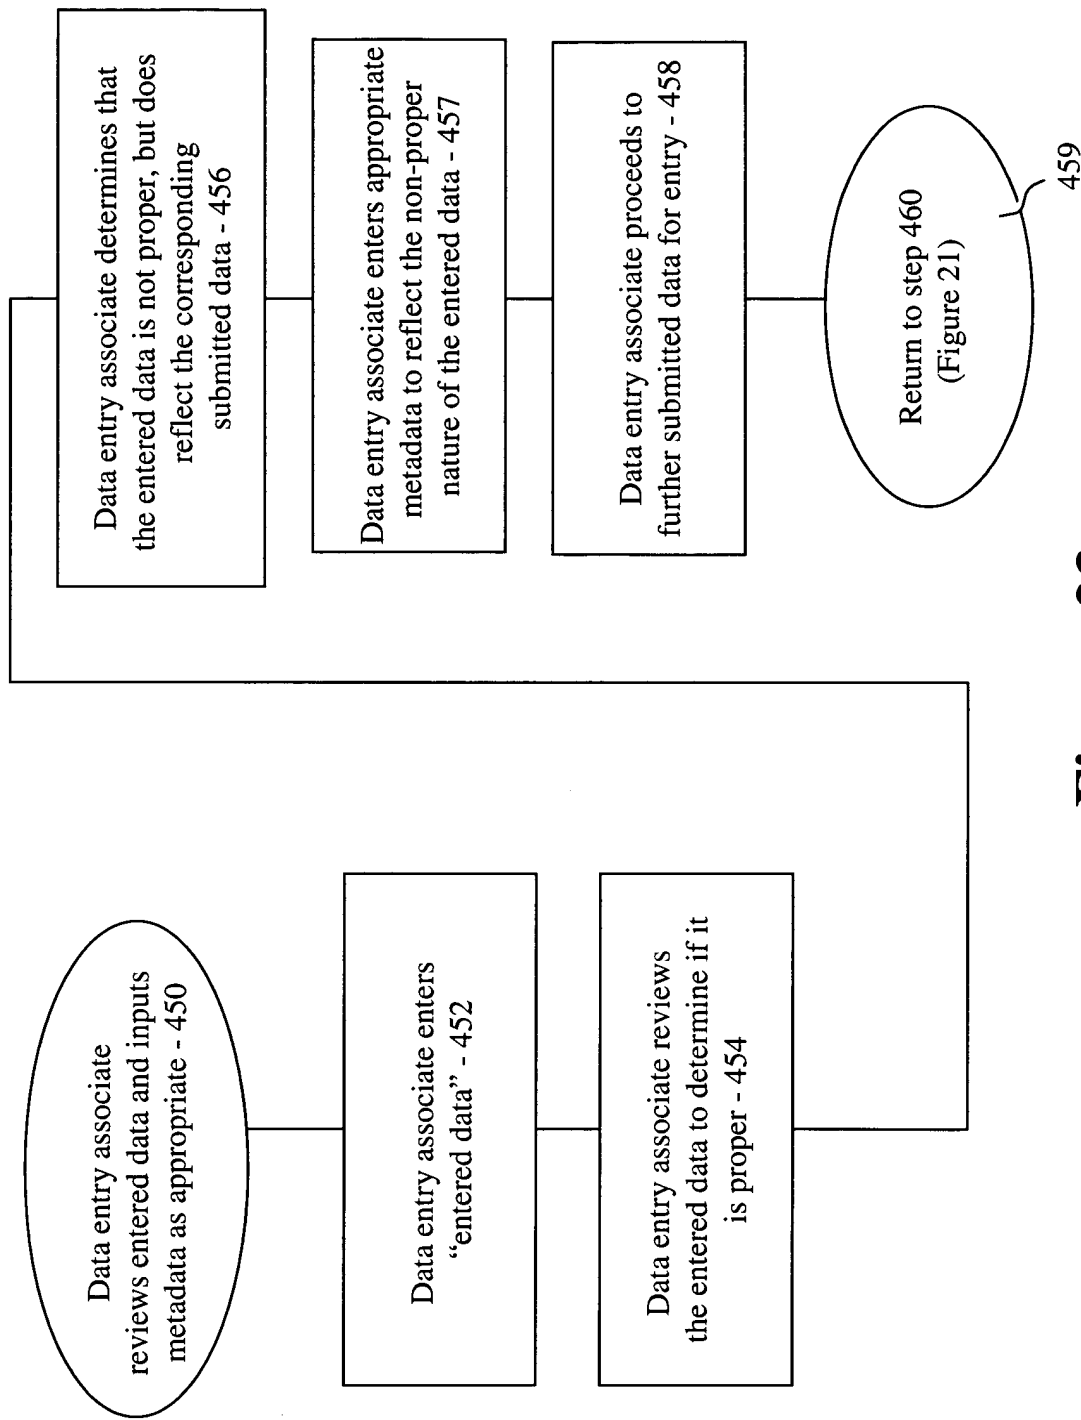 Data entry associate
reviews entered data and inputs
metadata as appropriate - 450
Data entry associate enters
“entered data” - 452
Data entry associate reviews
the entered data to determine if it
is proper - 454
Data entry associate determines that
the entered data is not proper, but does
reflect the corresponding
submitted data - 456
Data entry associate enters appropriate
metadata to reflect the non-proper
nature of the entered data - 457
Data entry associate proceeds to
further submitted data for entry - 458
Return to step 460
(Figure 21)
459